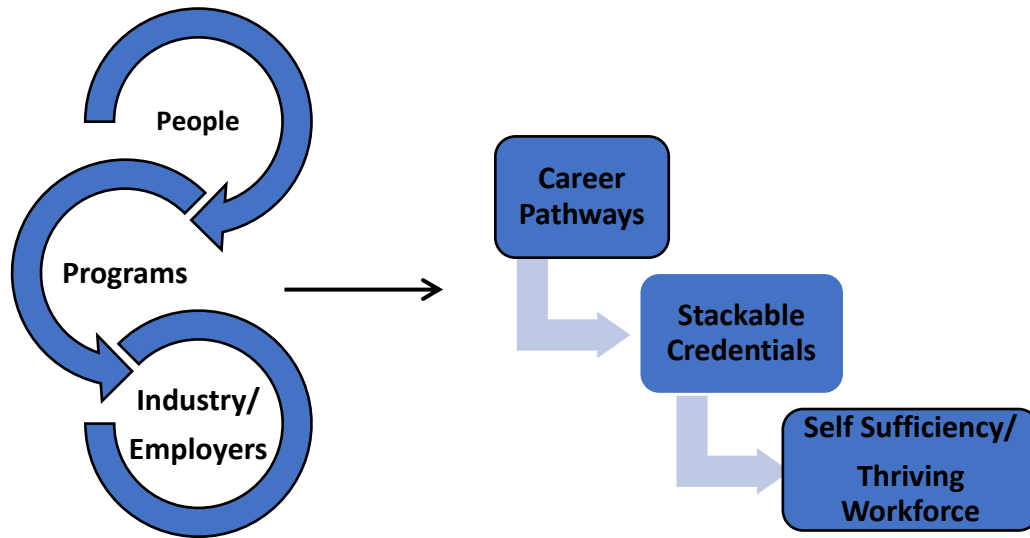 People
Programs
Industry/
Employers
Career
Pathways
Stackable
Credentials
Self Sufficiency/
Thriving
Workforce